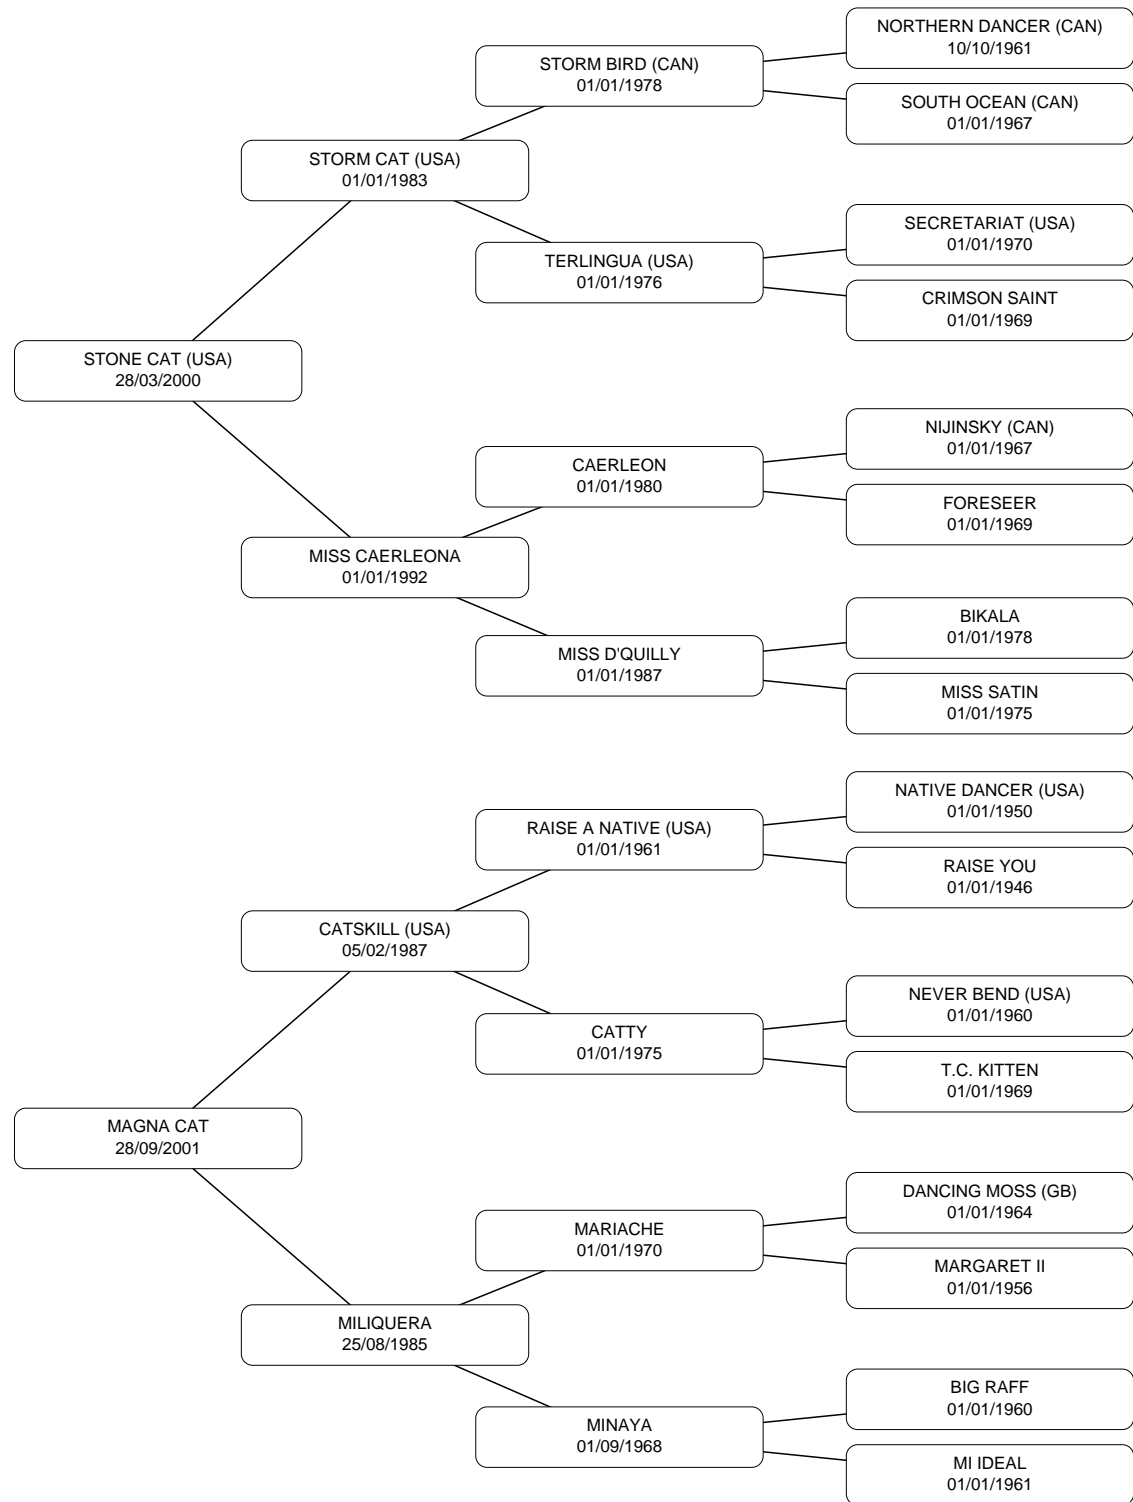 NORTHERN DANCER (CAN)
10/10/1961
STORM BIRD (CAN)
01/01/1978
SOUTH OCEAN (CAN)
01/01/1967
STORM CAT (USA)
01/01/1983
SECRETARIAT (USA)
01/01/1970
TERLINGUA (USA)
01/01/1976
CRIMSON SAINT
01/01/1969
STONE CAT (USA)
28/03/2000
NIJINSKY (CAN)
01/01/1967
CAERLEON
01/01/1980
FORESEER
01/01/1969
MISS CAERLEONA
01/01/1992
BIKALA
01/01/1978
MISS D'QUILLY
01/01/1987
MISS SATIN
01/01/1975
NATIVE DANCER (USA)
01/01/1950
RAISE A NATIVE (USA)
01/01/1961
RAISE YOU
01/01/1946
CATSKILL (USA)
05/02/1987
NEVER BEND (USA)
01/01/1960
CATTY
01/01/1975
T.C. KITTEN
01/01/1969
MAGNA CAT
28/09/2001
DANCING MOSS (GB)
01/01/1964
MARIACHE
01/01/1970
MARGARET II
01/01/1956
MILIQUERA
25/08/1985
BIG RAFF
01/01/1960
MINAYA
01/09/1968
MI IDEAL
01/01/1961